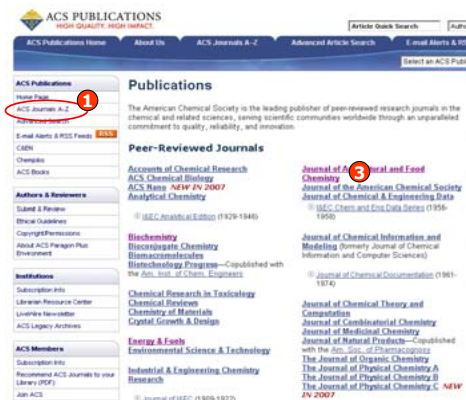 ACS PUBLICATIONS
HIGH QUALITY. HIGH IMPACT.
Article Quick Search
ACS Publications Home
About Us
ACS Journals A-Z
Advanced Article Search
E-mail Alerts &
Select an ACS
ACS Publications
Home Page
ACS Journals A-Z
1
Advanced Search
E-mail Alerts & RSS Feeds RSS
C&EN
ChemJobs
ACS Books
Authors & Reviewers
Submit & Review
Ethical Guidelines
Copyright/Permissions
About ACS Paragon Plus
Environment
Institutions
Subscription Info
Librarian Resource Center
LiveWire Newsletter
ACS Legacy Archives
ACS Members
Subscription Info
Recommend ACS Journals to your
Library (PDF)
Join ACS
Publications
The American Chemical Society is the leading publisher of peer-reviewed research journals in the
chemical and related sciences, serving scientific communities worldwide through an unparalleled
commitment to quality, reliability, and innovation.
Peer-Reviewed Journals
Accounts of Chemical Research
ACS Chemical Biology
ACS Nano NEW IN 2007
Analytical Chemistry
I&EC Analytical Edition (1929-1946)
Biochemistry
Bioconjugate Chemistry
Biomacromolecules
Biotechnology Progress—Copublished with
the Am. Inst. of Chem. Engineers
Chemical Research in Toxicology
Chemical Reviews
Chemistry of Materials
Crystal Growth & Design
Energy & Fuels
Environmental Science & Technology
Industrial & Engineering Chemistry
Research
Journal of I&EC (1909-1922)
Journal of and Food
3
Chemistry
Journal of the American Chemical Society
Journal of Chemical & Engineering Data
I&EC Chem and Eng Data Series (1956-
1958)
Journal of Chemical Information and
Modeling (formerly Journal of Chemical
Information and Computer Sciences)
Journal of Chemical Documentation (1961-
1974)
Journal of Chemical Theory and
Computation
Journal of Combinatorial Chemistry
Journal of Medicinal Chemistry
Journal of Natural Products—Copublished
with the Am. Soc. of Pharmacognosy
The Journal of Organic Chemistry
The Journal of Physical Chemistry A
The Journal of Physical Chemistry B
The Journal of Physical Chemistry C NEW
IN 2007